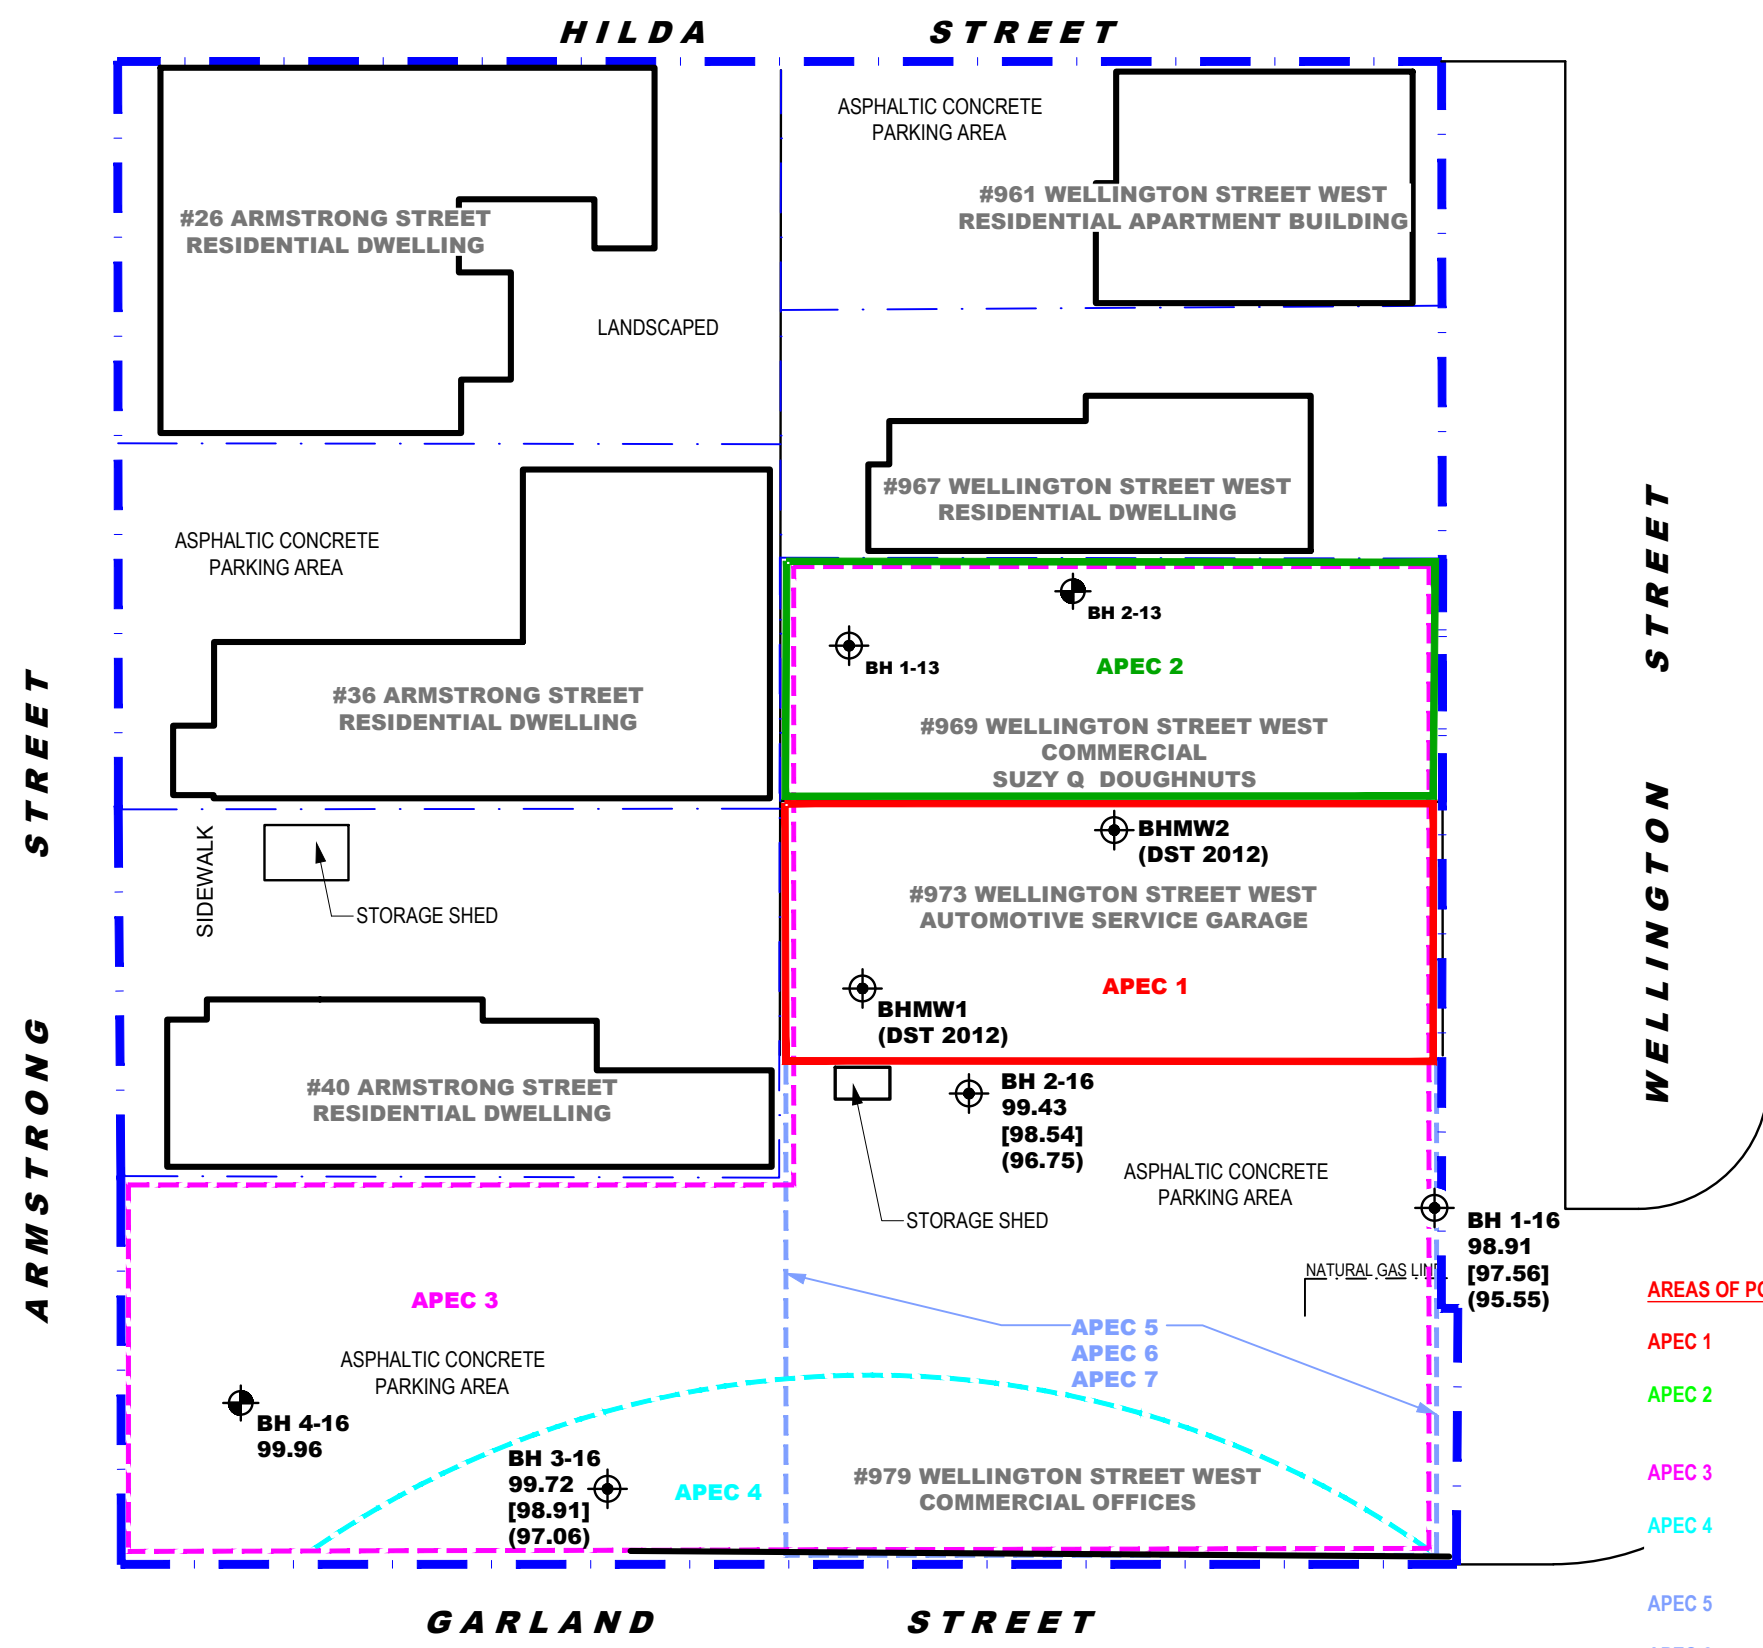 HILDA STREET
ASPHALTIC CONCRETE
PARKING AREA
#26 ARMSTRONG STREET
RESIDENTIAL DWELLING
#961 WELLINGTON STREET WEST
RESIDENTIAL APARTMENT BUILDING
LANDSCAPED
#967 WELLINGTON STREET WEST
RESIDENTIAL DWELLING
ASPHALTIC CONCRETE
PARKING AREA
BH 2-13
BH 1-13
APEC 2
#36 ARMSTRONG STREET
RESIDENTIAL DWELLING
#969 WELLINGTON STREET WEST
COMMERCIAL
SUZY Q DOUGHNUTS
ARMSTRONG STREET
WELLINGTON STREET
SIDEWALK
STORAGE SHED
BHMW2
(DST 2012)
#973 WELLINGTON STREET WEST
AUTOMOTIVE SERVICE GARAGE
APEC 1
BHMW1
(DST 2012)
#40 ARMSTRONG STREET
RESIDENTIAL DWELLING
BH 2-16
99.43
[98.54]
(96.75)
ASPHALTIC CONCRETE
PARKING AREA
STORAGE SHED
BH 1-16
98.91
[97.56]
(95.55)
NATURAL GAS LINE
APEC 3
APEC 5
APEC 6
APEC 7
ASPHALTIC CONCRETE
PARKING AREA
BH 4-16
99.96
BH 3-16
99.72
[98.91]
(97.06)
APEC 4
#979 WELLINGTON STREET WEST
COMMERCIAL OFFICES
GARLAND STREET
AREAS OF
APEC 1
APEC 2
APEC 3
APEC 4
APEC 5